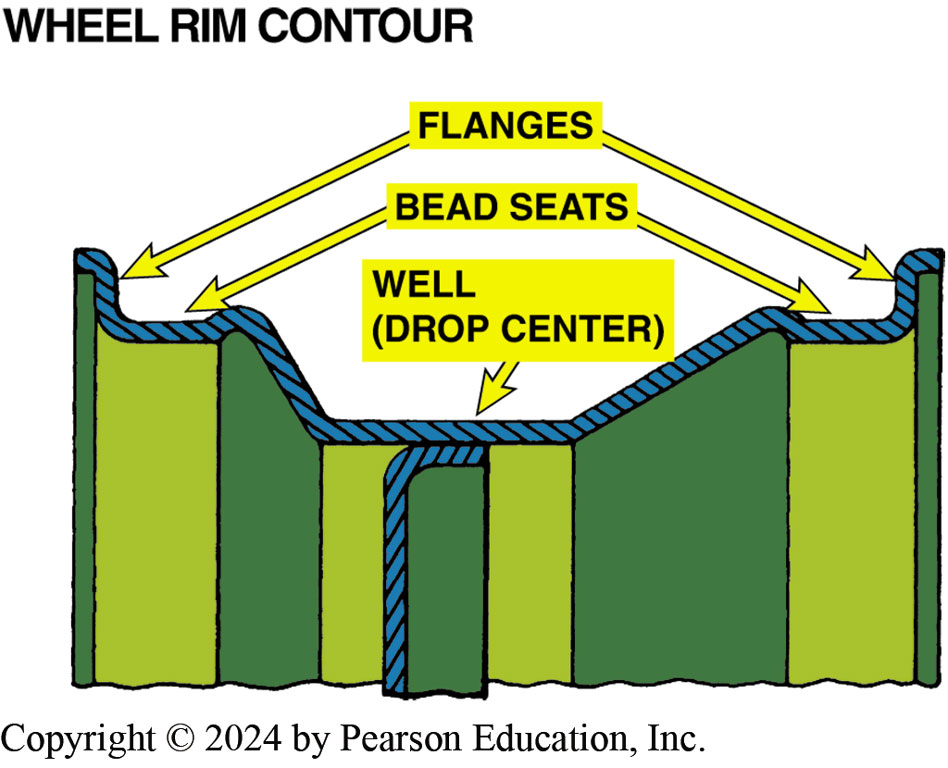 WHEEL RIM CONTOUR
FLANGES
BEAD SEATS
WELL
(DROP CENTER)
Copyright © 2024 by Pearson Education, Inc.